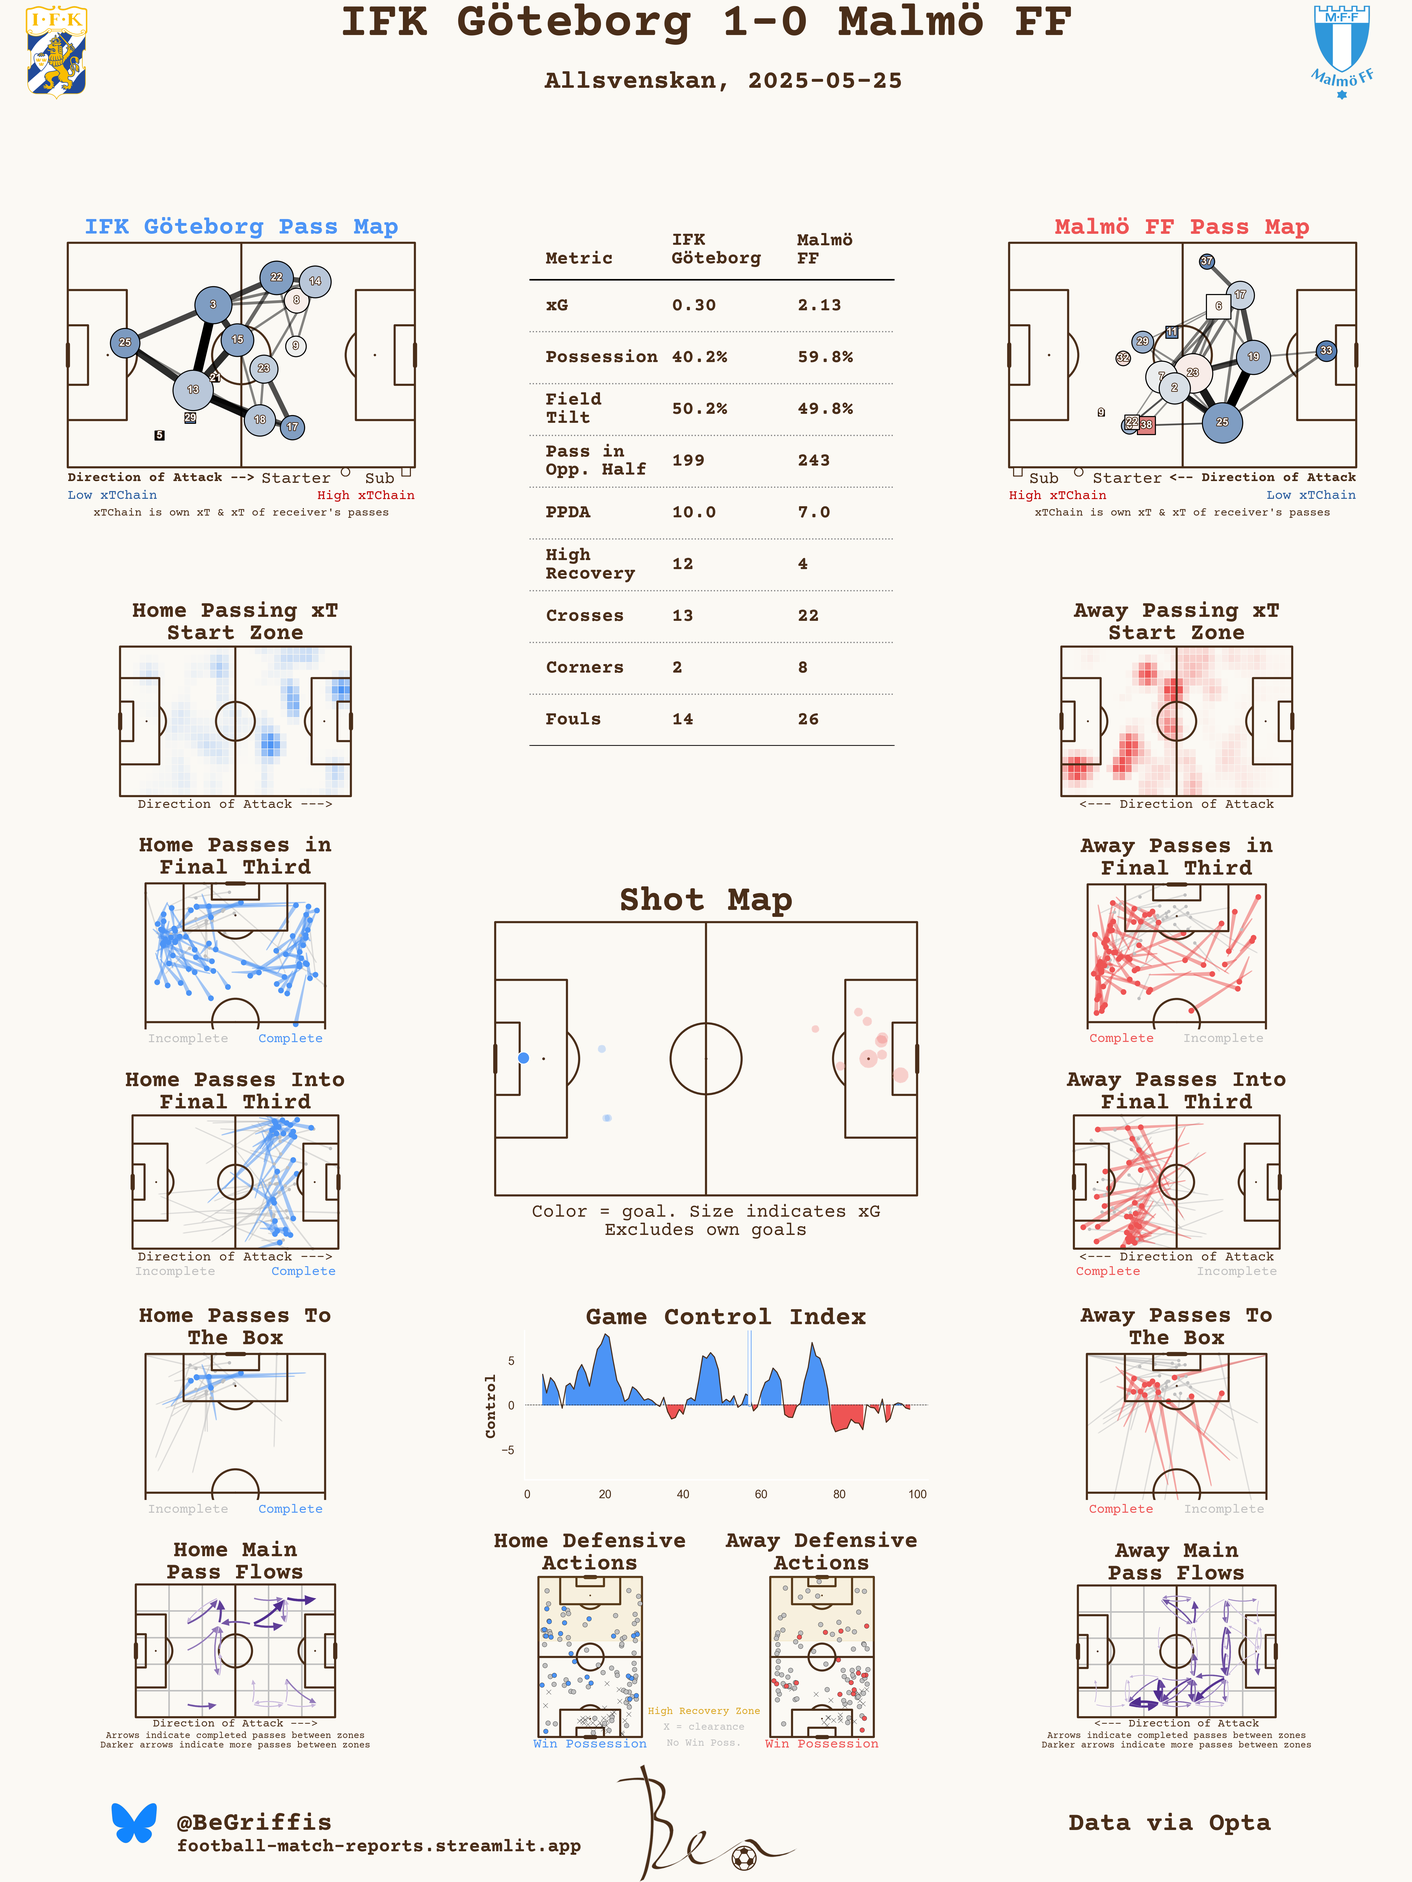 IFK Göteborg 1-0 Malmö FF
Allsvenskan, 2025-05-25
I·F·K
M·F·F
Malmö FF
IFK Göteborg Pass Map
22
14
8
3
15
25
9
23
21
13
29
18
17
5
Direction of Attack --> Starter Sub
Low xTChain High xTChain
xTChain is own xT & xT of receiver's passes
Metric IFK Göteborg Malmö FF
xG 0.30 2.13
Possession 40.2% 59.8%
Field Tilt 50.2% 49.8%
Pass in Opp. Half 199 243
PPDA 10.0 7.0
High Recovery 12 4
Crosses 13 22
Corners 2 8
Fouls 14 26
Malmö FF Pass Map
37
17
6
11
29
32
19
33
7
23
2
9
22
38
25
Sub Starter <-- Direction of Attack
High xTChain Low xTChain
xTChain is own xT & xT of receiver's passes
Home Passing xT
Start Zone
Direction of Attack --->
Away Passing xT
Start Zone
<--- Direction of Attack
Home Passes in
Final Third
Incomplete Complete
Away Passes in
Final Third
Complete Incomplete
Shot Map
Color = goal. Size indicates xG
Excludes own goals
Home Passes Into
Final Third
Direction of Attack --->
Incomplete Complete
Away Passes Into
Final Third
<--- Direction of Attack
Complete Incomplete
Home Passes To
The Box
Incomplete Complete
Game Control Index
Control
5
0
−5
0 20 40 60 80 100
Away Passes To
The Box
Complete Incomplete
Home Main
Pass Flows
Direction of Attack --->
Arrows indicate completed passes between zones
Darker arrows indicate more passes between zones
Home Defensive
Actions
Win Possession
High Recovery Zone
X = clearance
No Win Poss.
Away Defensive
Actions
Win Possession
Away Main
Pass Flows
<--- Direction of Attack
Arrows indicate completed passes between zones
Darker arrows indicate more passes between zones
@BeGriffis
football-match-reports.streamlit.app
Ben
Data via Opta